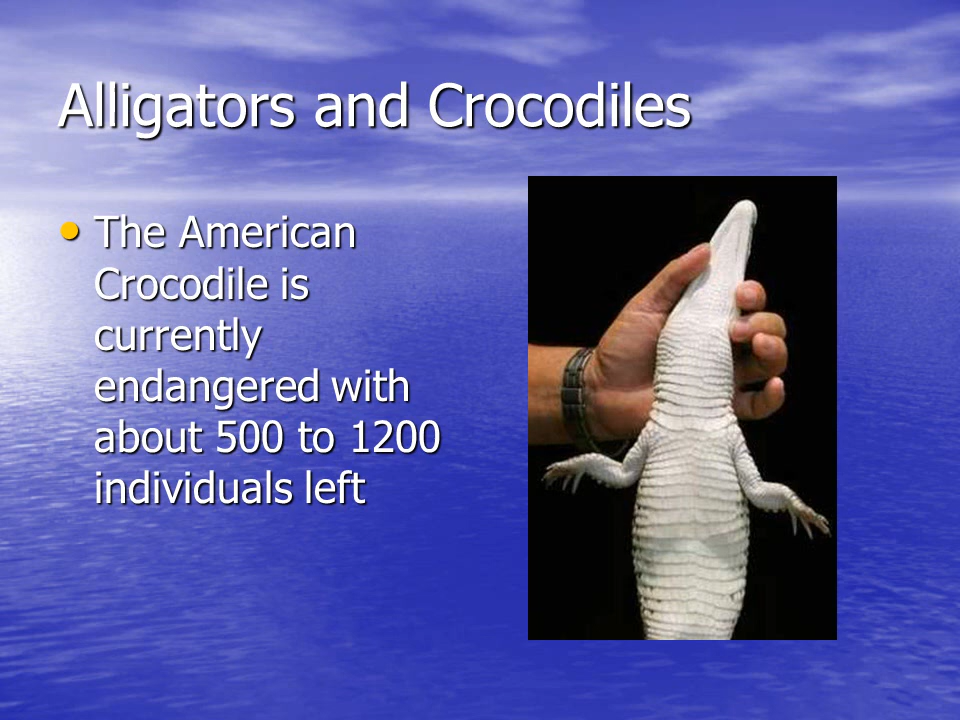 Alligators and Crocodiles
• The American
Crocodile is
currently
endangered with
about 500 to 1200
individuals left